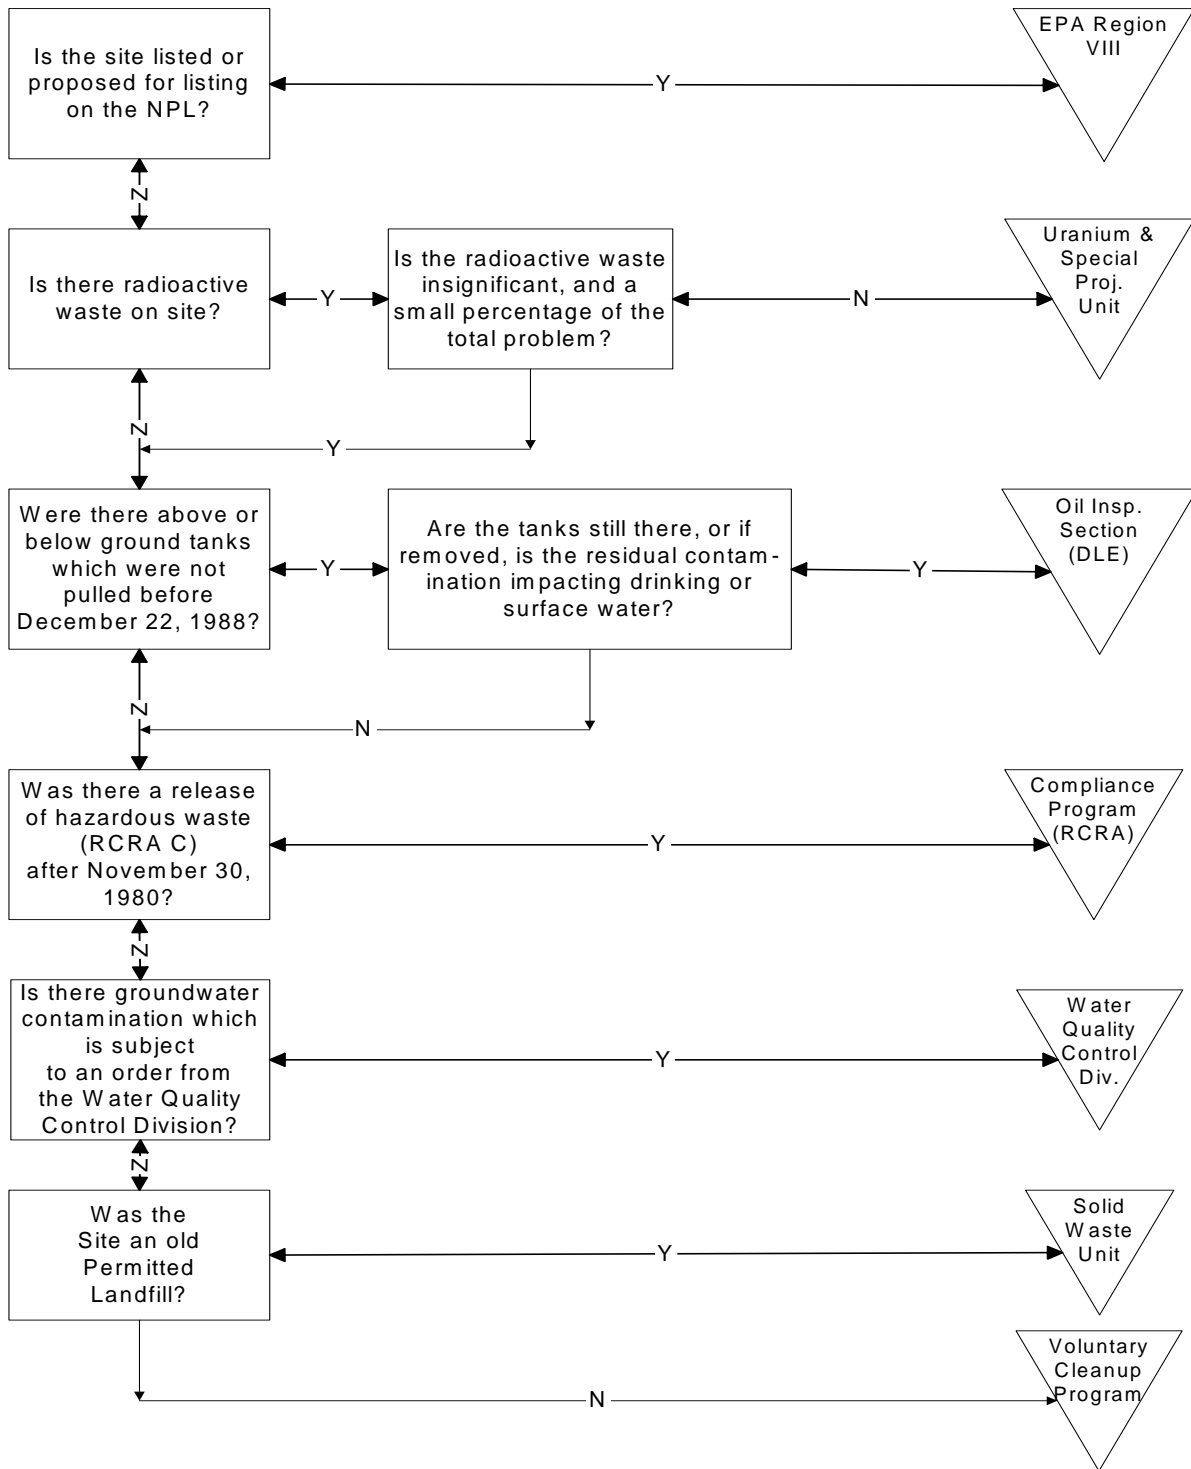 Is the site listed or
proposed for listing
on the NPL?
Y
EPA Region
VIII
N
Is there radioactive
waste on site?
Y
Is the radioactive waste
insignificant, and a
small percentage of the
total problem?
N
Uranium &
Special
Proj.
Unit
N
Y
Were there above or
below ground tanks
which were not
pulled before
December 22, 1988?
Y
Are the tanks still there, or if
removed, is the residual contam-
ination impacting drinking or
surface water?
Y
Oil Insp.
Section
(DLE)
N
N
Was there a release
of hazardous waste
(RCRA C)
after November 30,
1980?
Y
Compliance
Program
(RCRA)
N
Is there groundwater
contamination which
is subject
to an order from
the Water Quality
Control Division?
Y
Water
Quality
Control
Div.
N
Was the
Site an old
Permitted
Landfill?
Y
Solid
Waste
Unit
N
Voluntary
Cleanup
Program